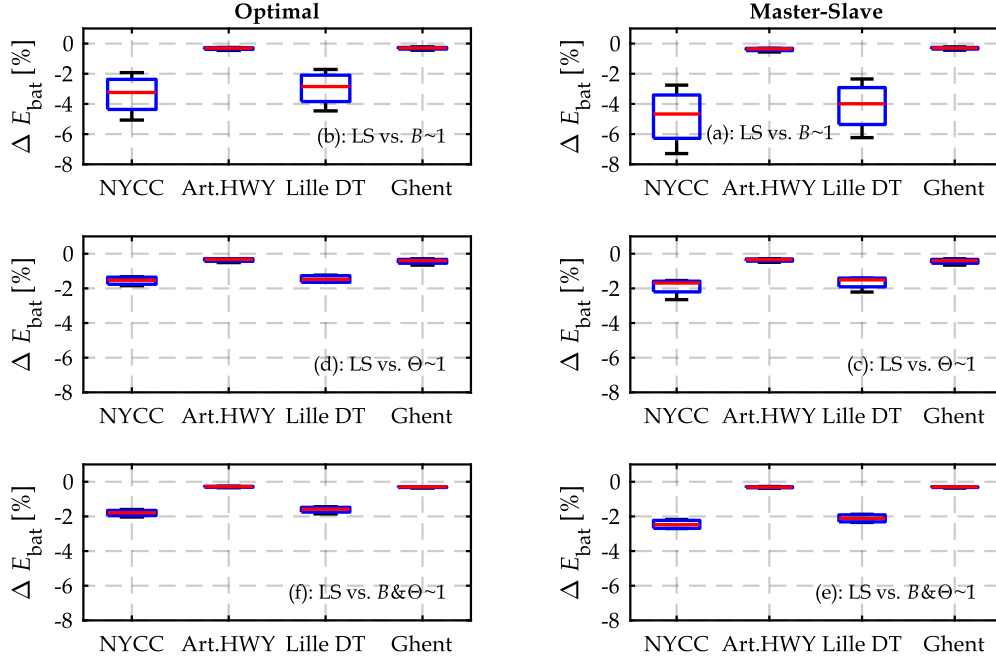 Optimal
Master-Slave
Δ E_bat [%]
0
-2
-4
-6
-8
(b): LS vs. B~1
NYCC Art.HWY Lille DT Ghent
Δ E_bat [%]
0
-2
-4
-6
-8
(a): LS vs. B~1
NYCC Art.HWY Lille DT Ghent
Δ E_bat [%]
0
-2
-4
-6
-8
(d): LS vs. Θ~1
NYCC Art.HWY Lille DT Ghent
Δ E_bat [%]
0
-2
-4
-6
-8
(c): LS vs. Θ~1
NYCC Art.HWY Lille DT Ghent
Δ E_bat [%]
0
-2
-4
-6
-8
(f): LS vs. B&Θ~1
NYCC Art.HWY Lille DT Ghent
Δ E_bat [%]
0
-2
-4
-6
-8
(e): LS vs. B&Θ~1
NYCC Art.HWY Lille DT Ghent